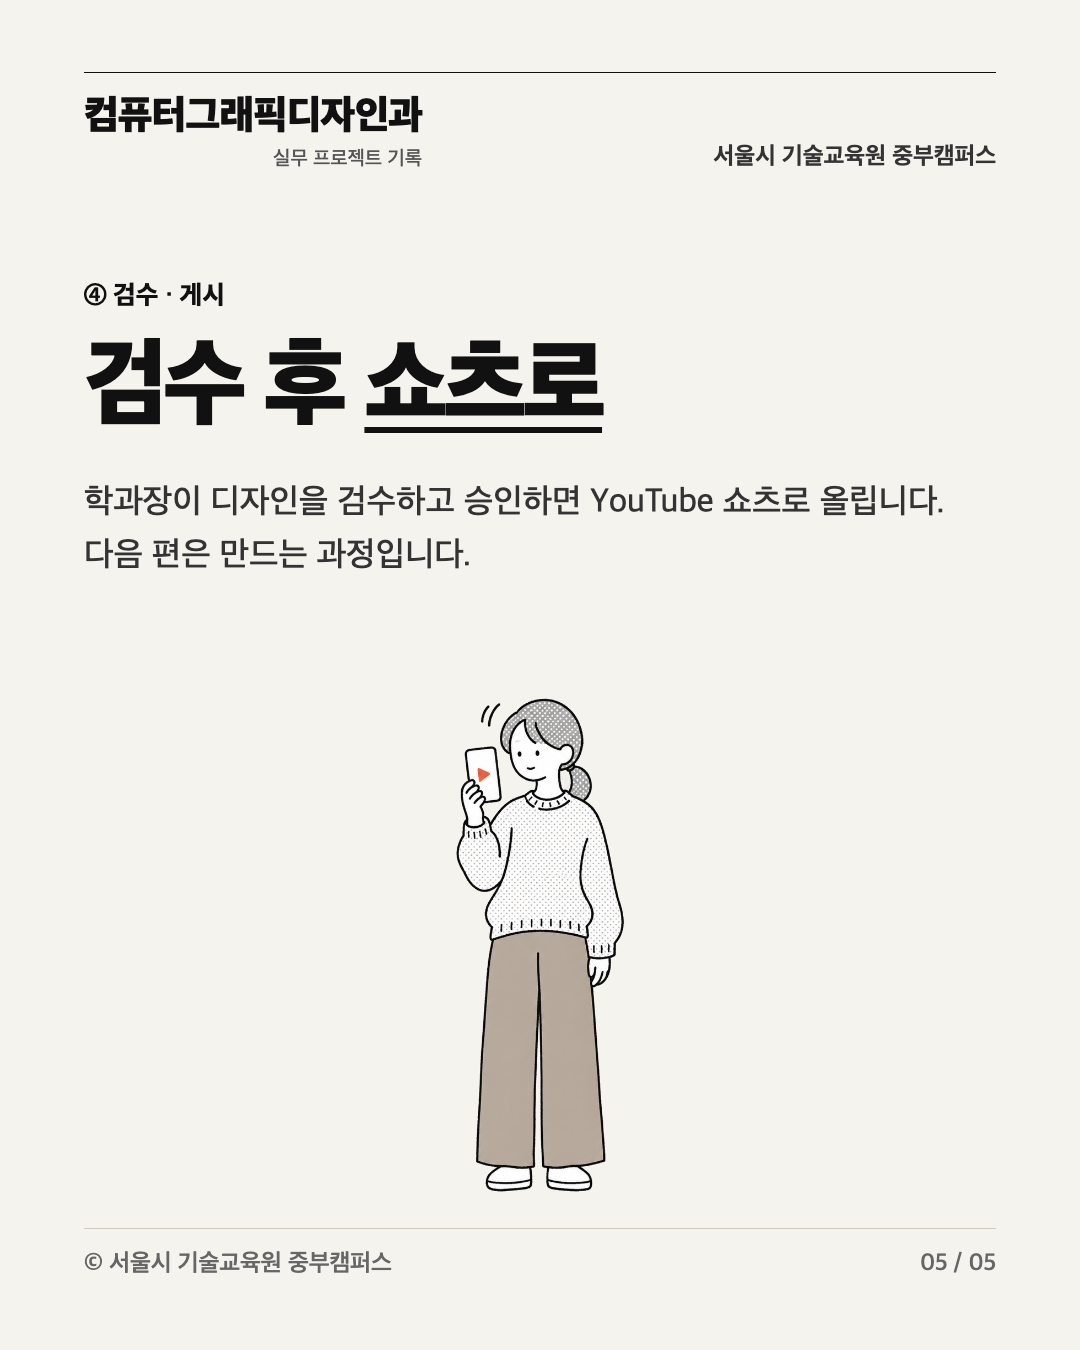 컴퓨터그래픽디자인과
실무 프로젝트 기록
서울시 기술교육원 중부캠퍼스
④ 검수 · 게시
검수 후 쇼츠로
학과장이 디자인을 검수하고 승인하면 YouTube 쇼츠로 올립니다.
다음 편은 만드는 과정입니다.
© 서울시 기술교육원 중부캠퍼스
05 / 05